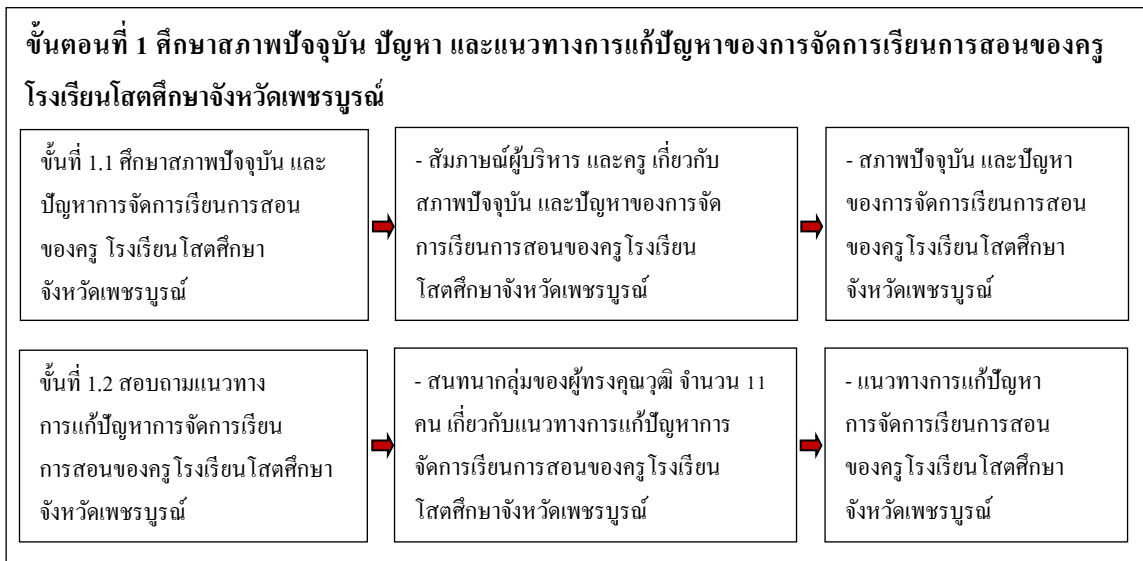 ขั้นตอนที่ 1 ศึกษาสภาพปัจจุบัน ปัญหา และแนวทางการแก้ปัญหาของการจัดการเรียนการสอนของครู
โรงเรียนโสตศึกษาจังหวัดเพชรบูรณ์
ขั้นที่ 1.1 ศึกษาสภาพปัจจุบัน และ
ปัญหาการจัดการเรียนการสอน
ของครู โรงเรียนโสตศึกษา
จังหวัดเพชรบูรณ์
- สัมภาษณ์ผู้บริหาร และครู เกี่ยวกับ
สภาพปัจจุบัน และปัญหาของการจัด
การเรียนการสอนของครูโรงเรียน
โสตศึกษาจังหวัดเพชรบูรณ์
- สภาพปัจจุบัน และปัญหา
ของการจัดการเรียนการสอน
ของครูโรงเรียนโสตศึกษา
จังหวัดเพชรบูรณ์
ขั้นที่ 1.2 สอบถามแนวทาง
การแก้ปัญหาการจัดการเรียน
การสอนของครูโรงเรียนโสตศึกษา
จังหวัดเพชรบูรณ์
- สนทนากลุ่มของผู้ทรงคุณวุฒิ จำนวน 11
คน เกี่ยวกับแนวทางการแก้ปัญหาการ
จัดการเรียนการสอนของครูโรงเรียน
โสตศึกษาจังหวัดเพชรบูรณ์
- แนวทางการแก้ปัญหา
การจัดการเรียนการสอน
ของครูโรงเรียนโสตศึกษา
จังหวัดเพชรบูรณ์